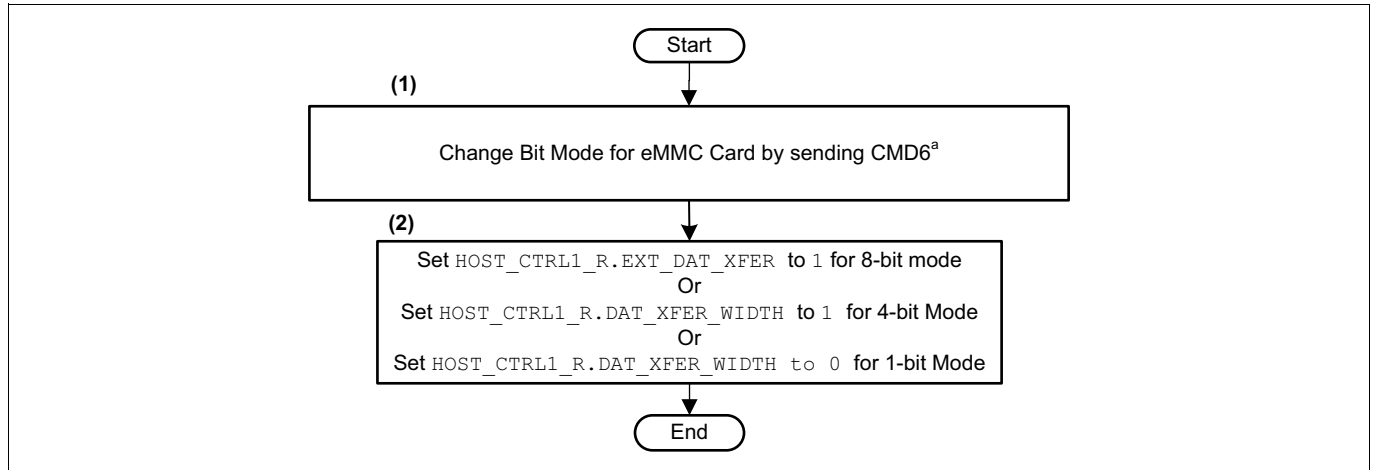 Start
(1)
Change Bit Mode for eMMC Card by sending CMD6a
(2)
Set HOST_CTRL1_R.EXT_DAT_XFER to 1 for 8-bit mode
Or
Set HOST_CTRL1_R.DAT_XFER_WIDTH to 1 for 4-bit Mode
Or
Set HOST_CTRL1_R.DAT_XFER_WIDTH to 0 for 1-bit Mode
End